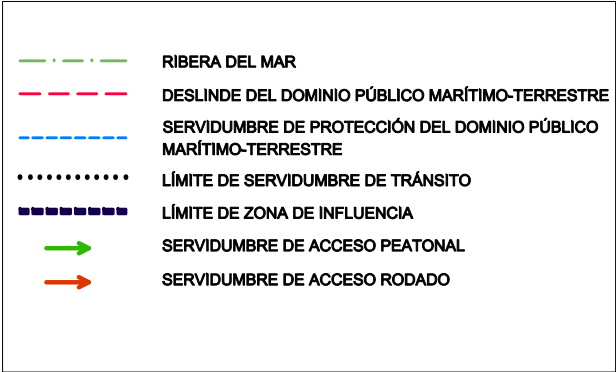 RIBERA DEL MAR
DESLINDE DEL DOMINIO PÚBLICO MARÍTIMO-TERRESTRE
SERVIDUMBRE DE PROTECCIÓN DEL DOMINIO PÚBLICO
MARÍTIMO-TERRESTRE
LÍMITE DE SERVIDUMBRE DE TRÁNSITO
LÍMITE DE ZONA DE INFLUENCIA
SERVIDUMBRE DE ACCESO PEATONAL
SERVIDUMBRE DE ACCESO RODADO